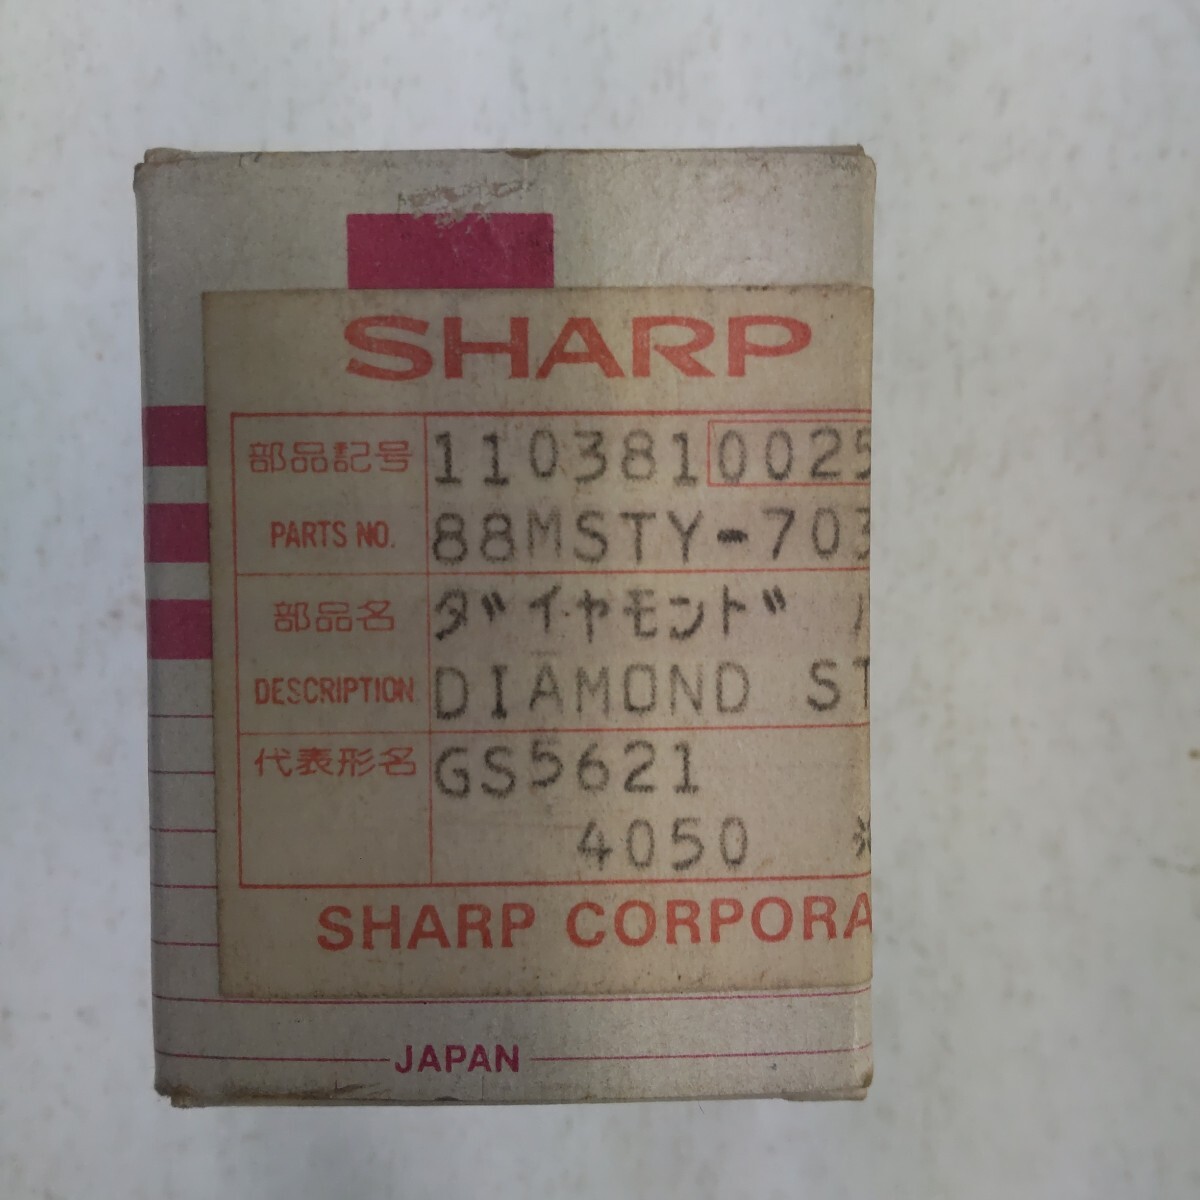 SHARP
部品記号 1103810025
PARTS NO. 88MSTY-703
部品名 ダイヤモンド
DESCRIPTION DIAMOND ST
代表形名 GS5621
4050
SHARP CORPORA
JAPAN